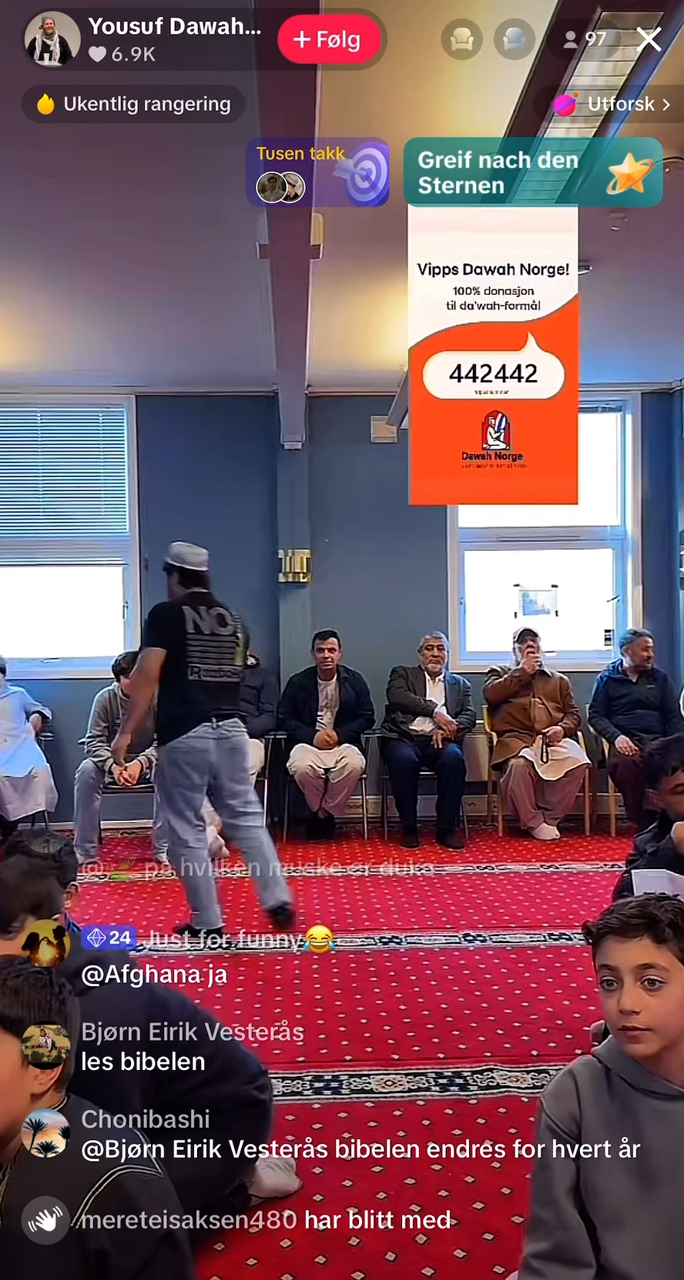 Yousuf Dawah...
6.9K
+ Følg
97
Ukentlig rangering
Utforsk >
Tusen takk
Greif nach den
Sternen
Vipps Dawah Norge!
100% donasjon
til da'wah-formål
442442
Dawah Norge
NO
på hvilken moské er du
24 Just for funny😂
@Afghana ja
Bjørn Eirik Vesterås
les bibelen
Chonibashi
@Bjørn Eirik Vesterås bibelen endres for hvert år
mereteisaksen480 har blitt med